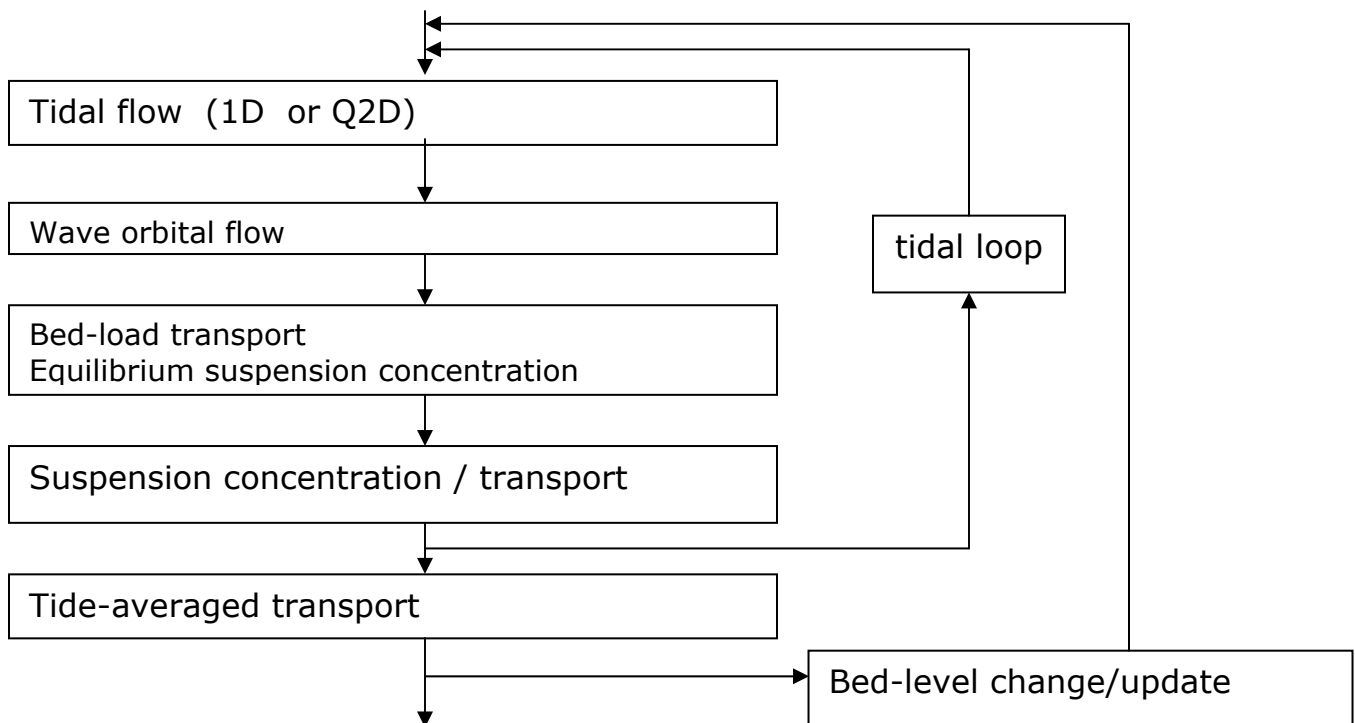 Tidal flow (1D or Q2D)
Wave orbital flow
tidal loop
Bed-load transport
Equilibrium suspension concentration
Suspension concentration / transport
Tide-averaged transport
Bed-level change/update